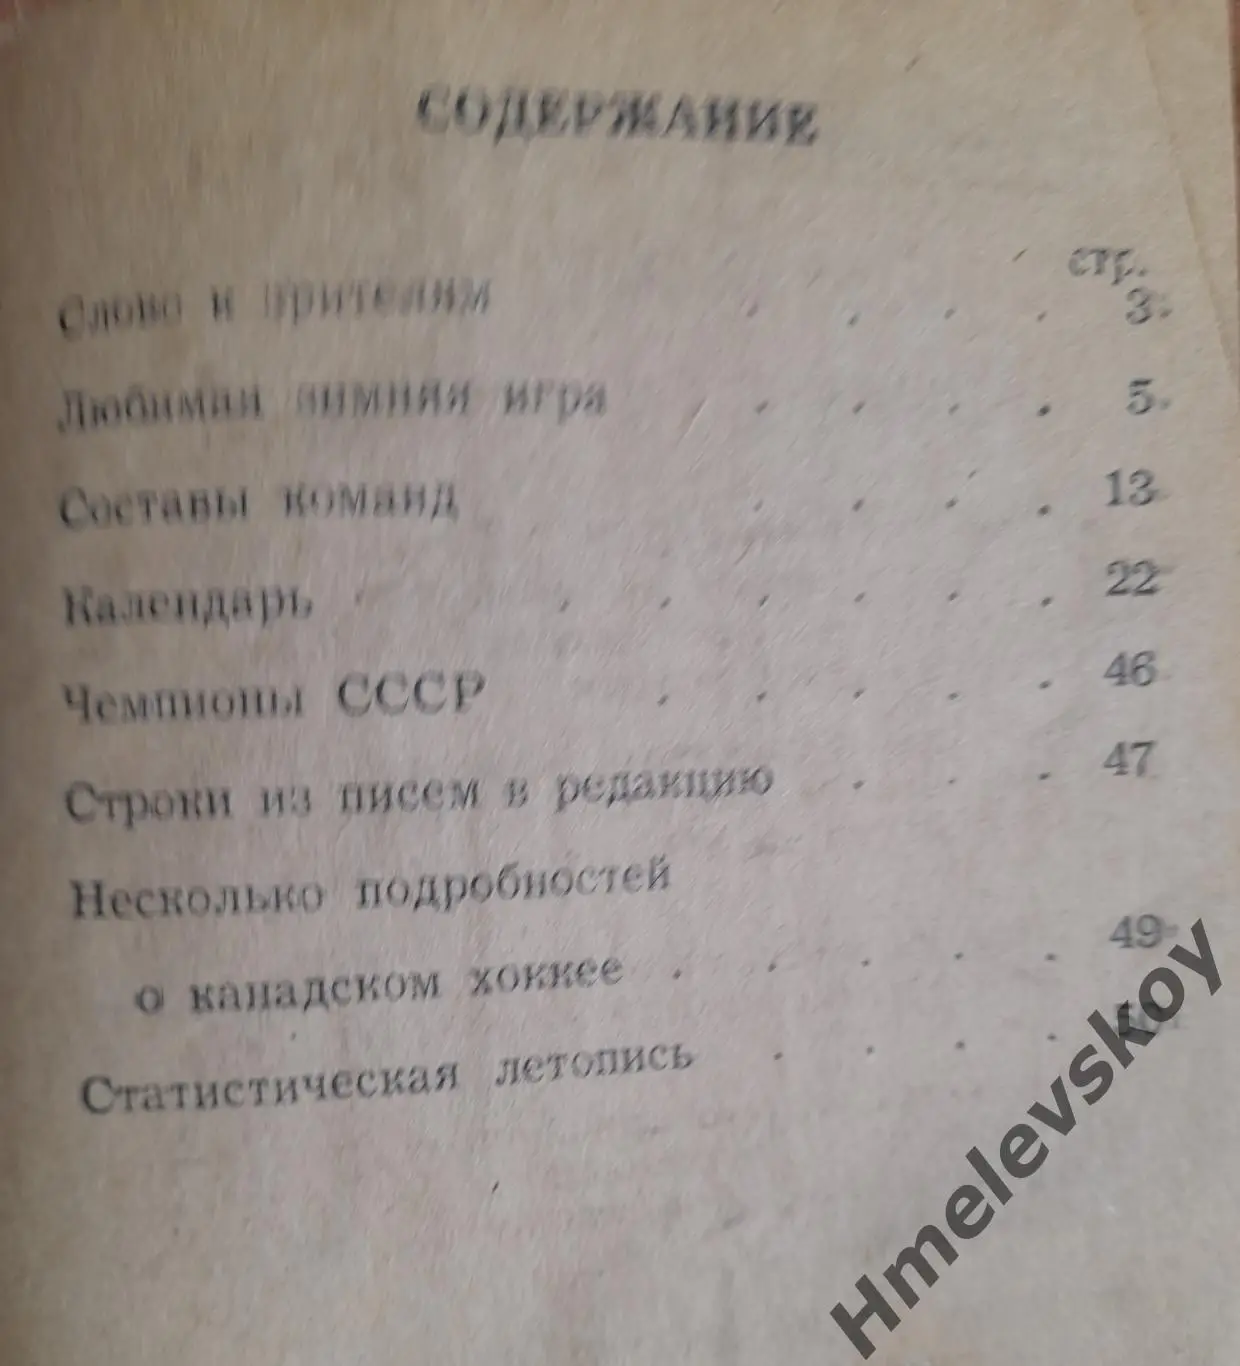 СОДЕРЖАНИЕ
стр.
Слово к зрителям . . . . 3
Любимая зимняя игра . . . . . 5
Составы команд . . . . 13
Календарь . . . . . . . 22
Чемпионы СССР . . . . . 46
Строки из писем в редакцию . . . 47
Несколько подробностей
о канадском хоккее . . . . . 49
Статистическая летопись . . . .
Hmelevskoy